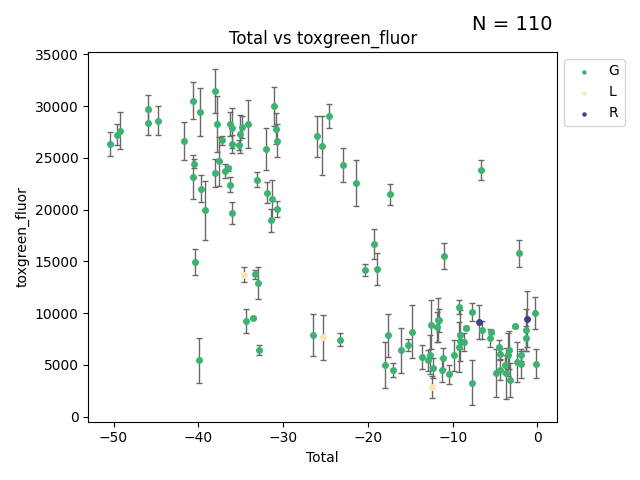 N = 110
Total vs toxgreen_fluor
G
L
R
35000
30000
25000
20000
15000
10000
5000
0
toxgreen_fluor
−50
−40
−30
−20
−10
0
Total